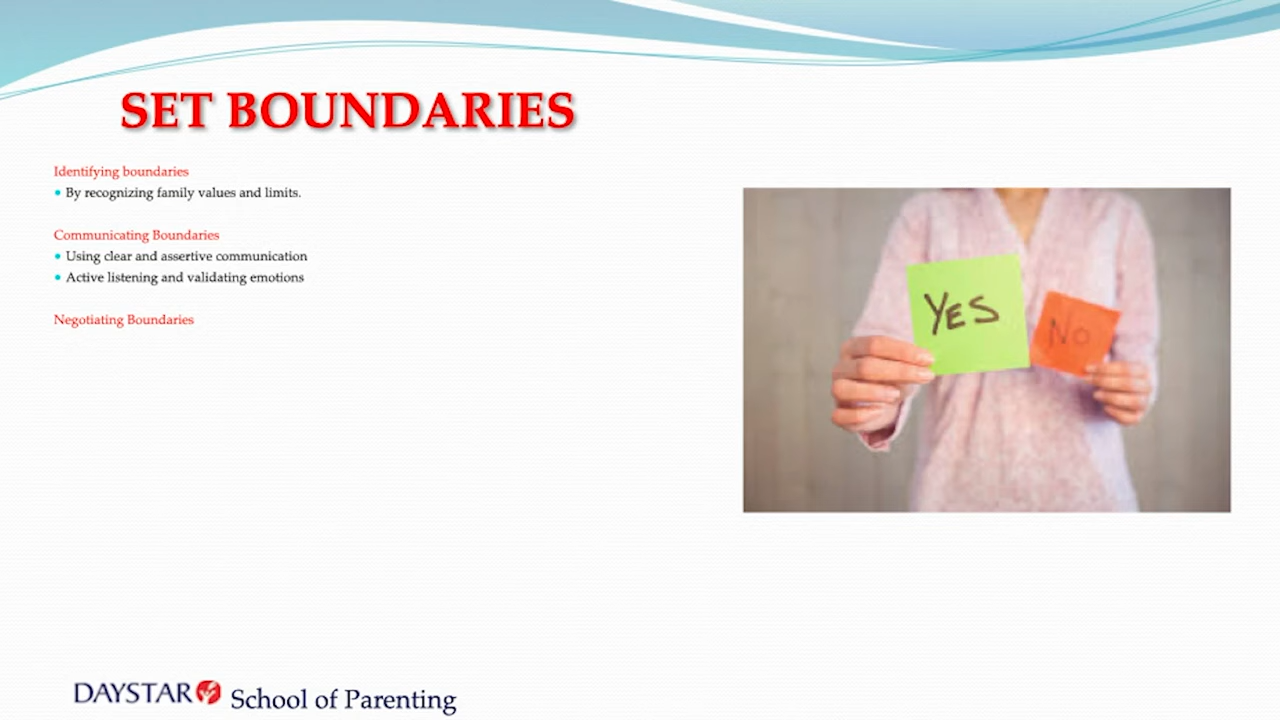 SET BOUNDARIES
Identifying boundaries
• By recognizing family values and limits.
Communicating Boundaries
• Using clear and assertive communication
• Active listening and validating emotions
Negotiating Boundaries
YES
No
DAYSTAR School of Parenting